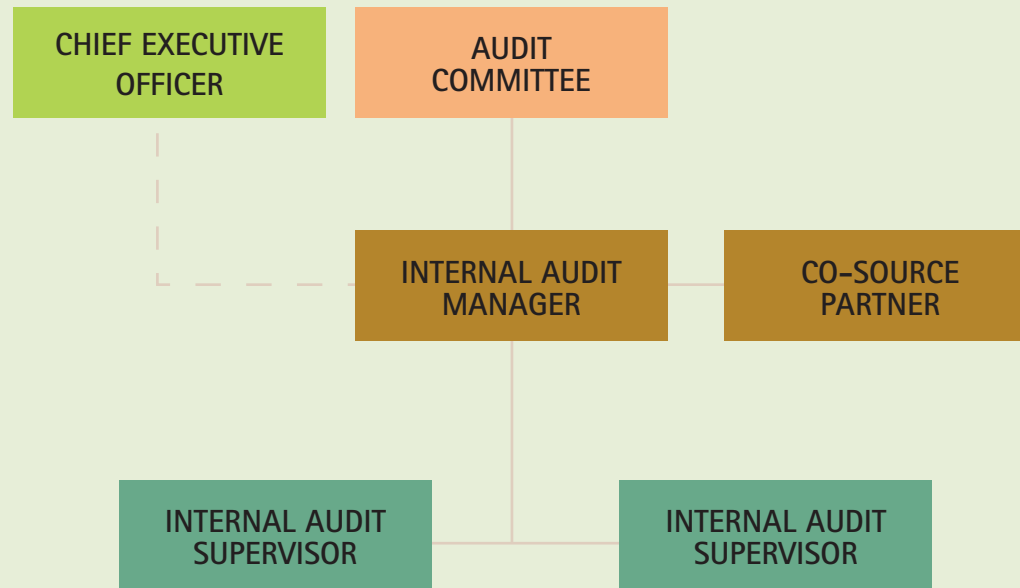 CHIEF EXECUTIVE
OFFICER
AUDIT
COMMITTEE
INTERNAL AUDIT
MANAGER
CO-SOURCE
PARTNER
INTERNAL AUDIT
SUPERVISOR
INTERNAL AUDIT
SUPERVISOR